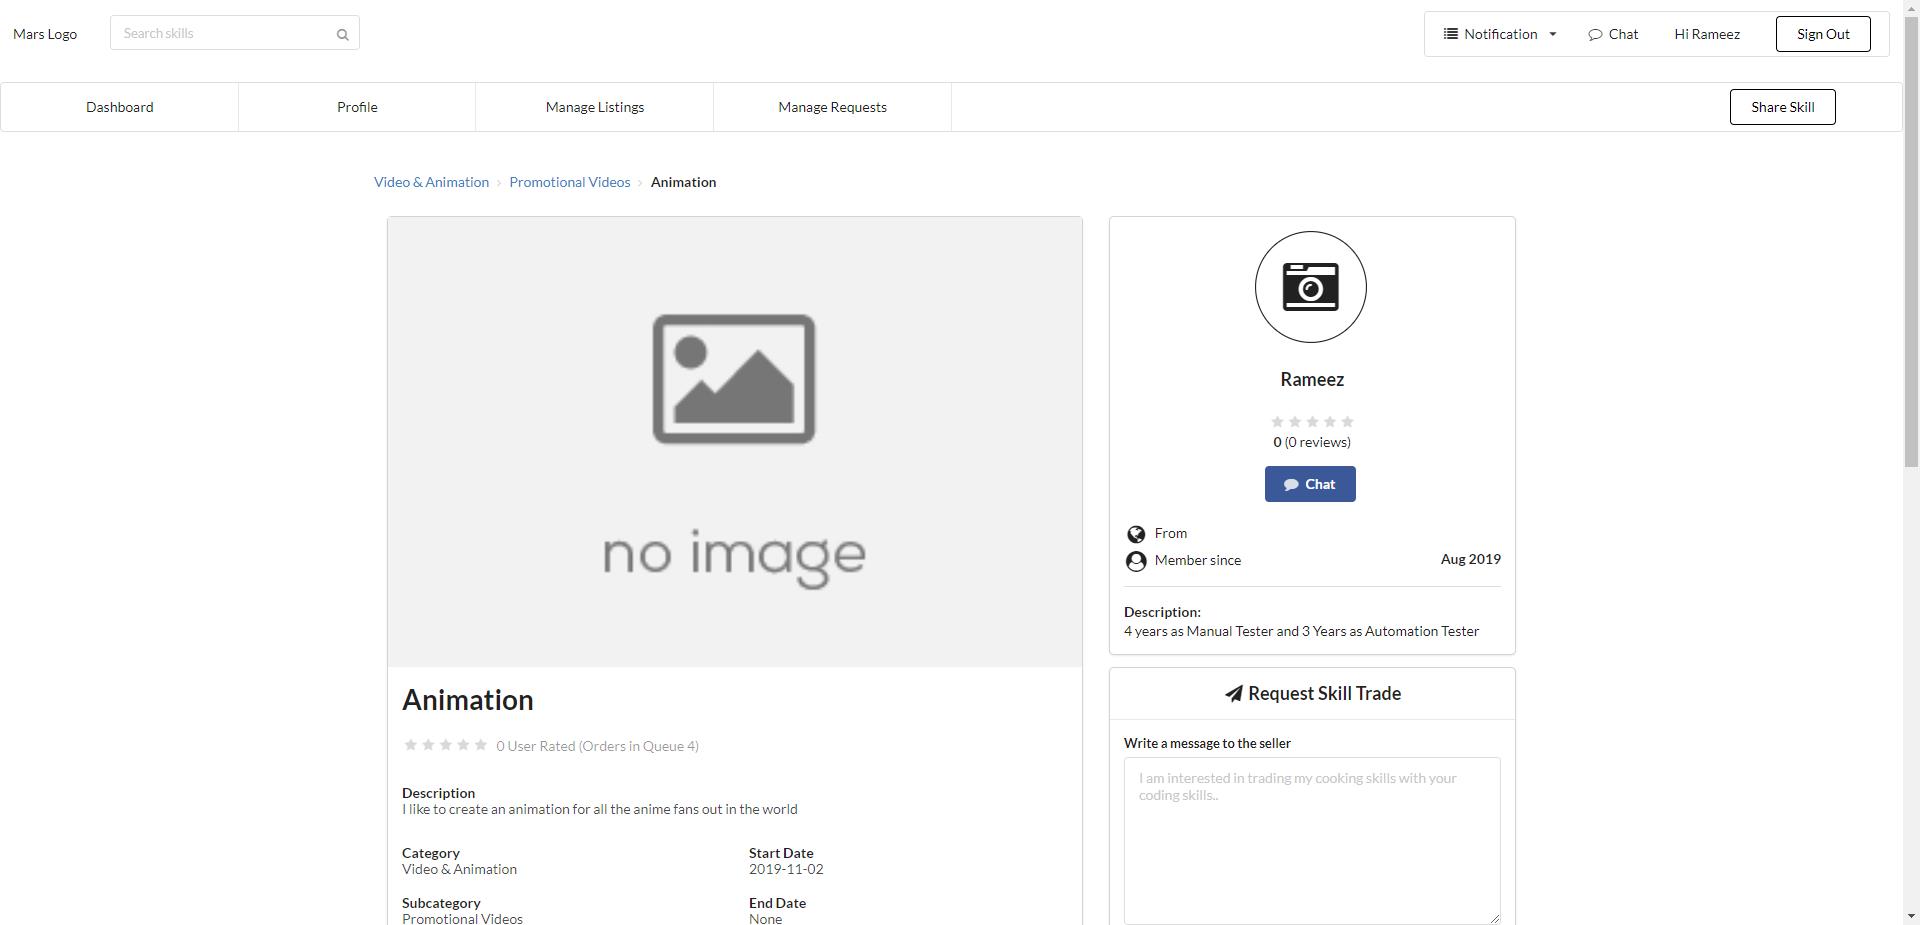 Mars Logo
Search skills
Notification
Chat
Hi Rameez
Sign Out
Dashboard
Profile
Manage Listings
Manage Requests
Share Skill
Video & Animation › Promotional Videos › Animation
no image
Animation
0 User Rated (Orders in Queue 4)
Description
I like to create an animation for all the anime fans out in the world
Category
Video & Animation
Start Date
2019-11-02
Subcategory
Promotional Videos
End Date
None
Rameez
0 (0 reviews)
Chat
From
Member since Aug 2019
Description:
4 years as Manual Tester and 3 Years as Automation Tester
Request Skill Trade
Write a message to the seller
I am interested in trading my cooking skills with your
coding skills..